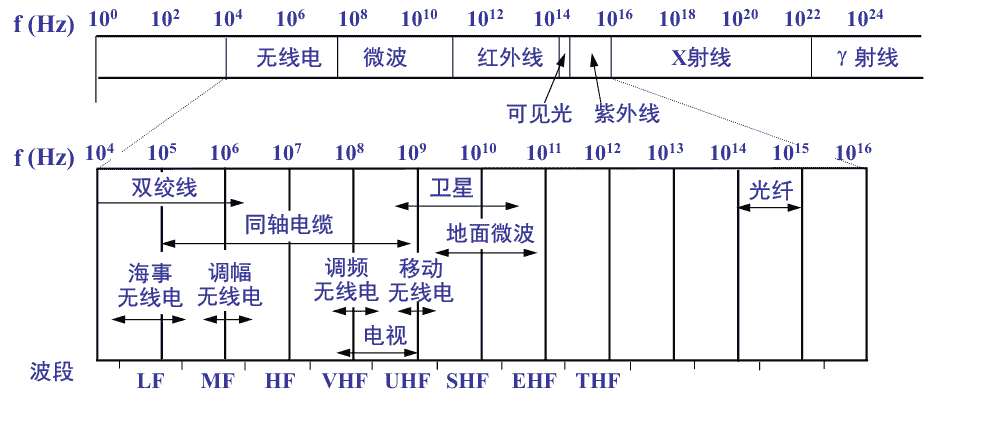 f (Hz) 10⁰ 10² 10⁴ 10⁶ 10⁸ 10¹⁰ 10¹² 10¹⁴ 10¹⁶ 10¹⁸ 10²⁰ 10²² 10²⁴
无线电 微波 红外线 X射线 γ 射线
可见光 紫外线
f (Hz) 10⁴ 10⁵ 10⁶ 10⁷ 10⁸ 10⁹ 10¹⁰ 10¹¹ 10¹² 10¹³ 10¹⁴ 10¹⁵ 10¹⁶
双绞线 卫星 光纤
同轴电缆 地面微波
海事 调幅 调频 移动
无线电 无线电 无线电 无线电
电视
波段 LF MF HF VHF UHF SHF EHF THF